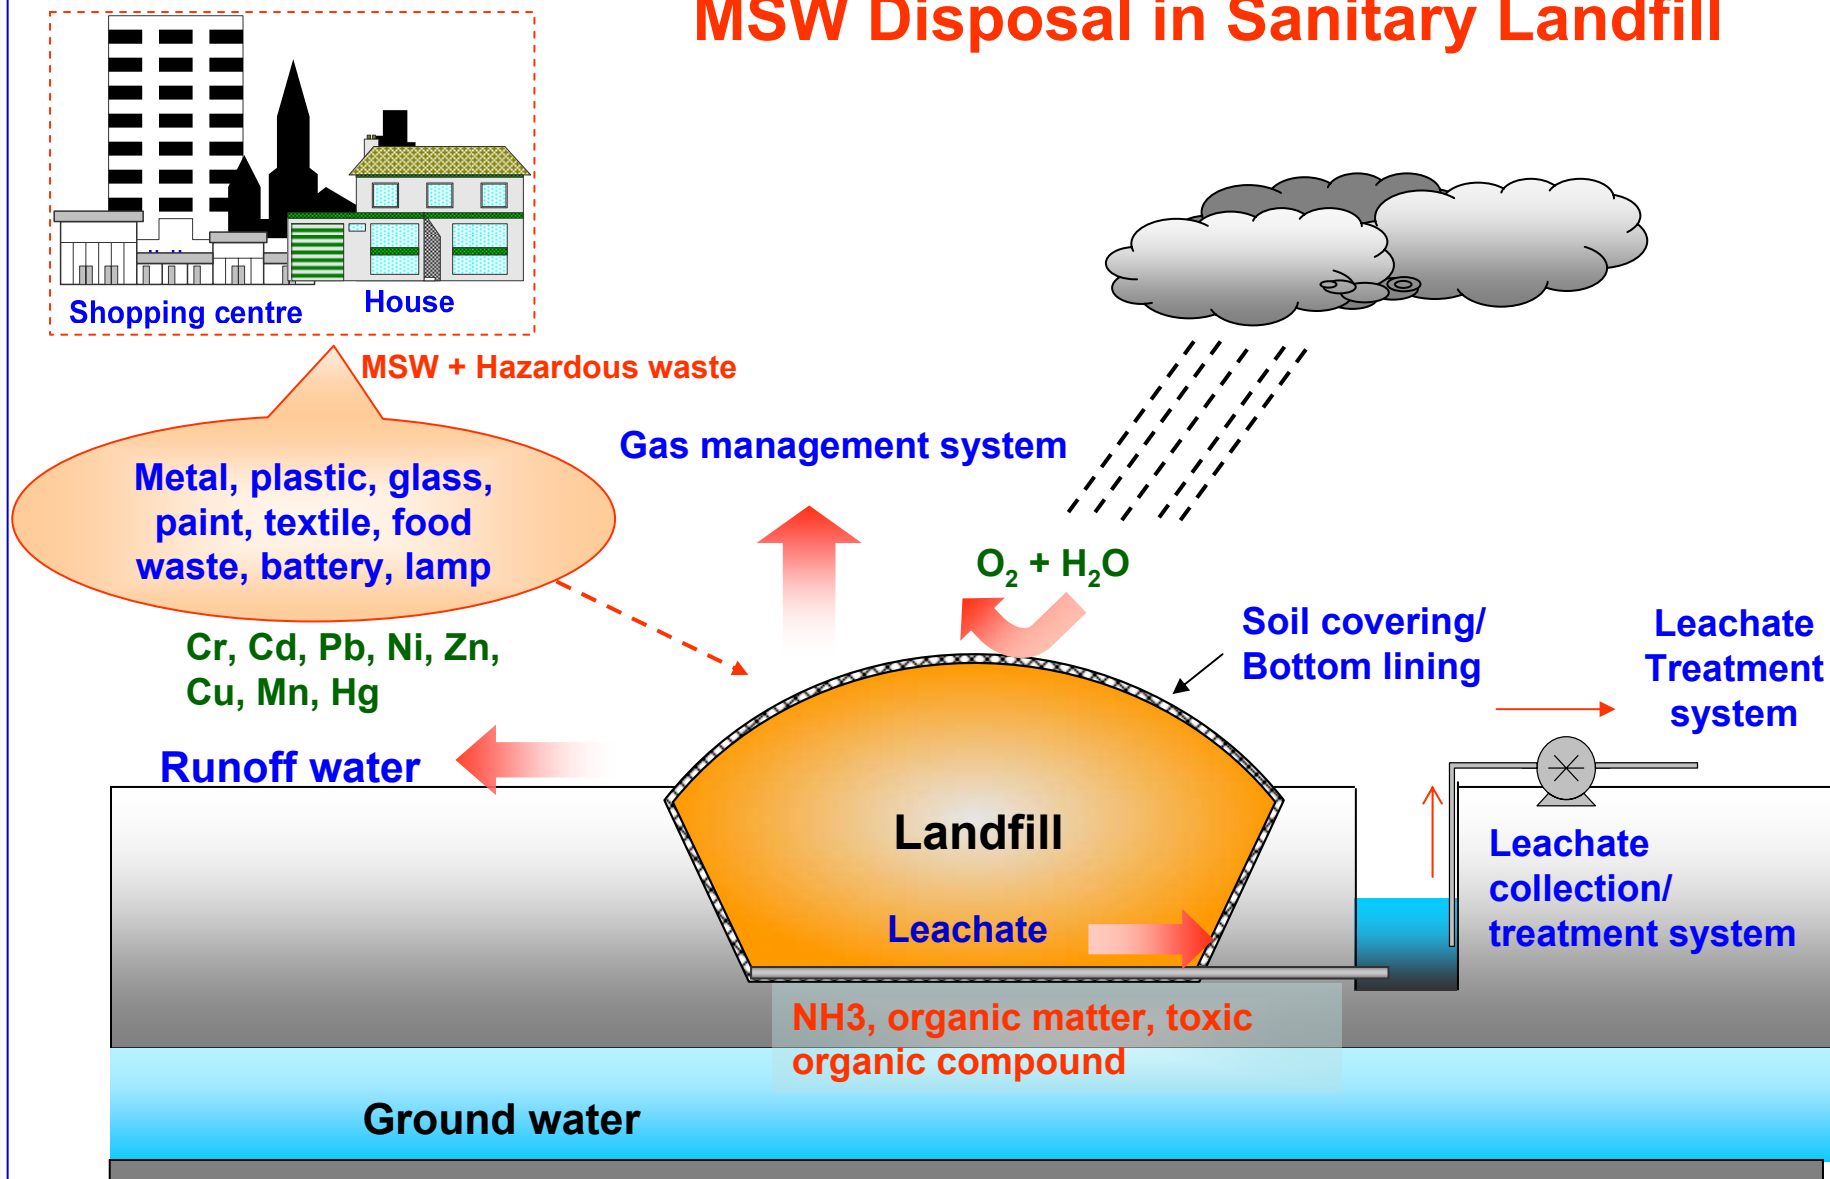 MSW Disposal in Sanitary Landfill
Shopping centre
House
MSW + Hazardous waste
Metal, plastic, glass,
paint, textile, food
waste, battery, lamp
Gas management system
O2 + H2O
Cr, Cd, Pb, Ni, Zn,
Cu, Mn, Hg
Soil covering/
Bottom lining
Leachate
Treatment
system
Runoff water
Landfill
Leachate
Leachate
collection/
treatment system
NH3, organic matter, toxic
organic compound
Ground water